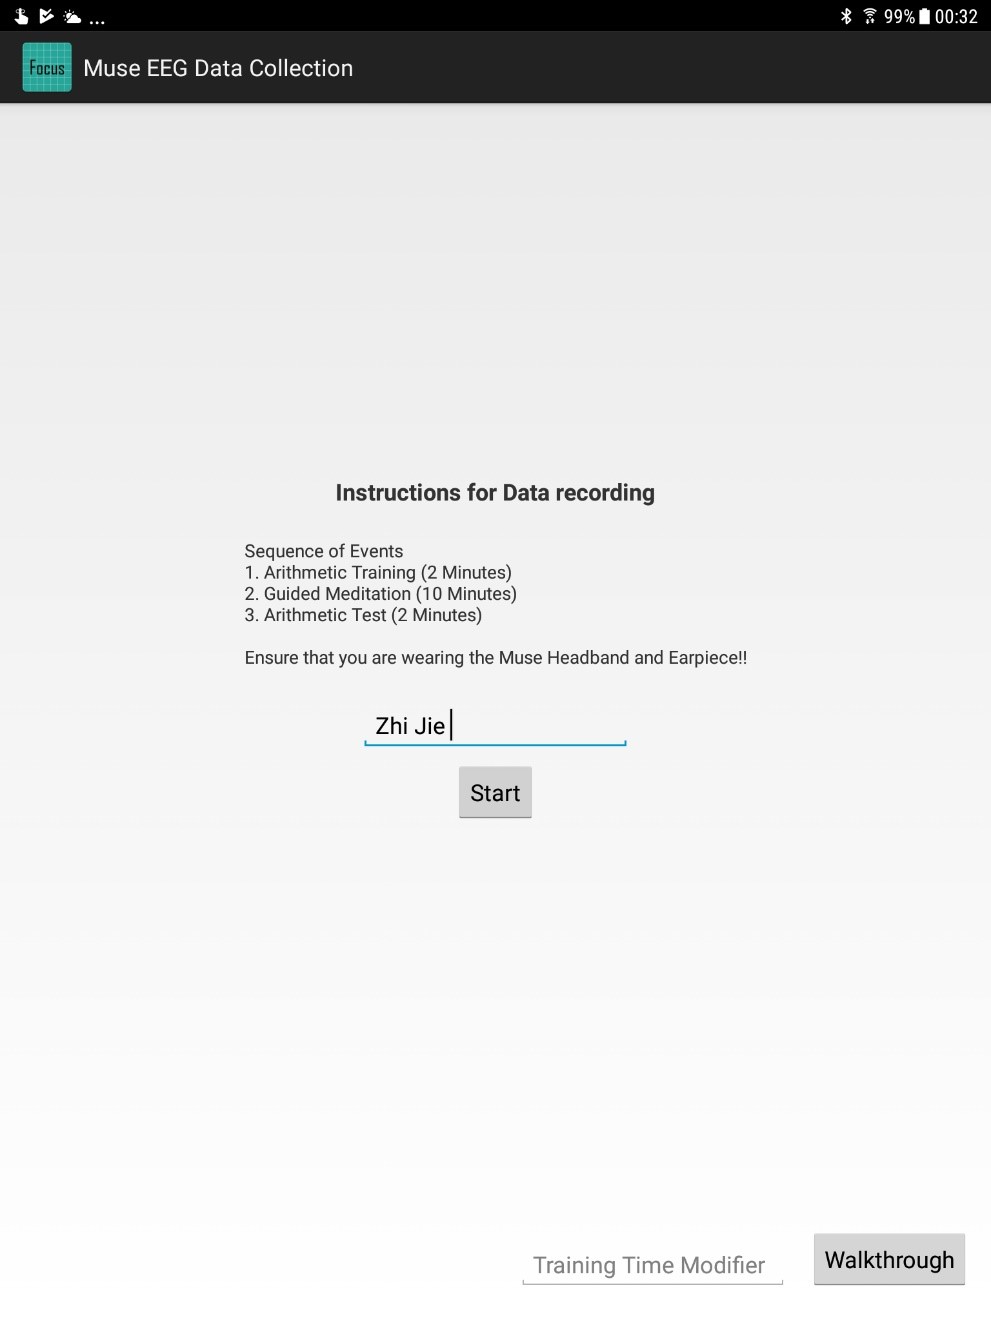 ...
99% 00:32
Focus
Muse EEG Data Collection
Instructions for Data recording
Sequence of Events
1. Arithmetic Training (2 Minutes)
2. Guided Meditation (10 Minutes)
3. Arithmetic Test (2 Minutes)
Ensure that you are wearing the Muse Headband and Earpiece!!
Zhi Jie
Start
Training Time Modifier
Walkthrough